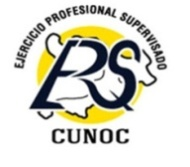 EJERCICIO PROFESIONAL SUPERVISADO
EPS
CUNOC